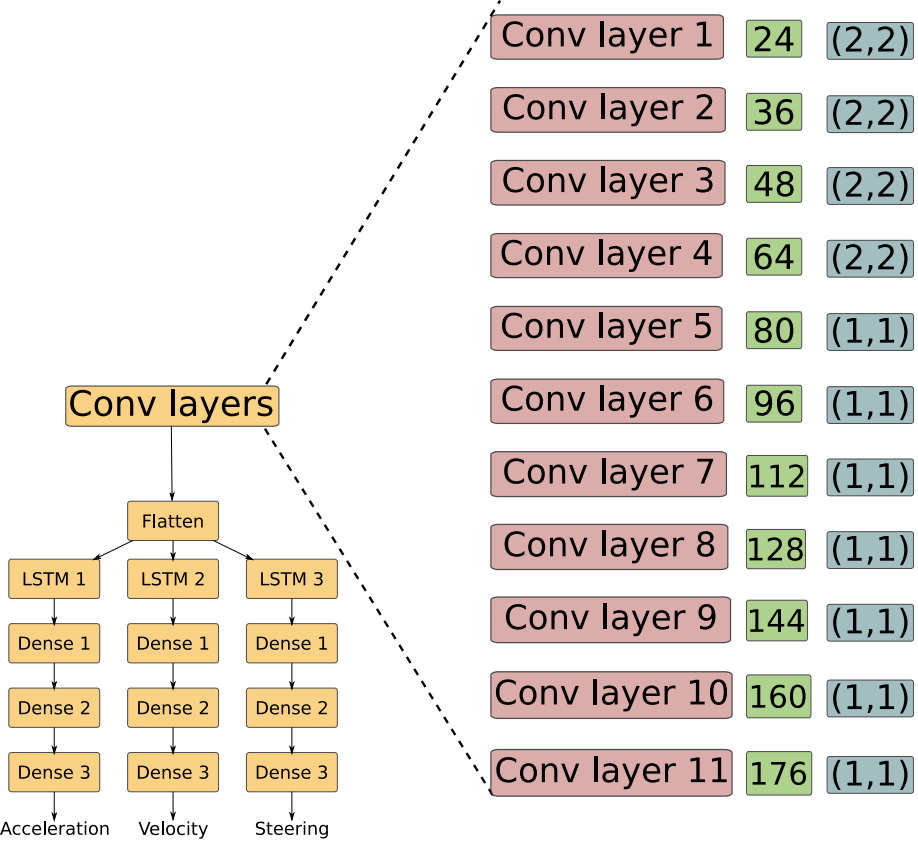 Conv layer 1 24 (2,2)
Conv layer 2 36 (2,2)
Conv layer 3 48 (2,2)
Conv layer 4 64 (2,2)
Conv layer 5 80 (1,1)
Conv layer 6 96 (1,1)
Conv layer 7 112 (1,1)
Conv layer 8 128 (1,1)
Conv layer 9 144 (1,1)
Conv layer 10 160 (1,1)
Conv layer 11 176 (1,1)
Conv layers
Flatten
LSTM 1 LSTM 2 LSTM 3
Dense 1 Dense 1 Dense 1
Dense 2 Dense 2 Dense 2
Dense 3 Dense 3 Dense 3
Acceleration Velocity Steering